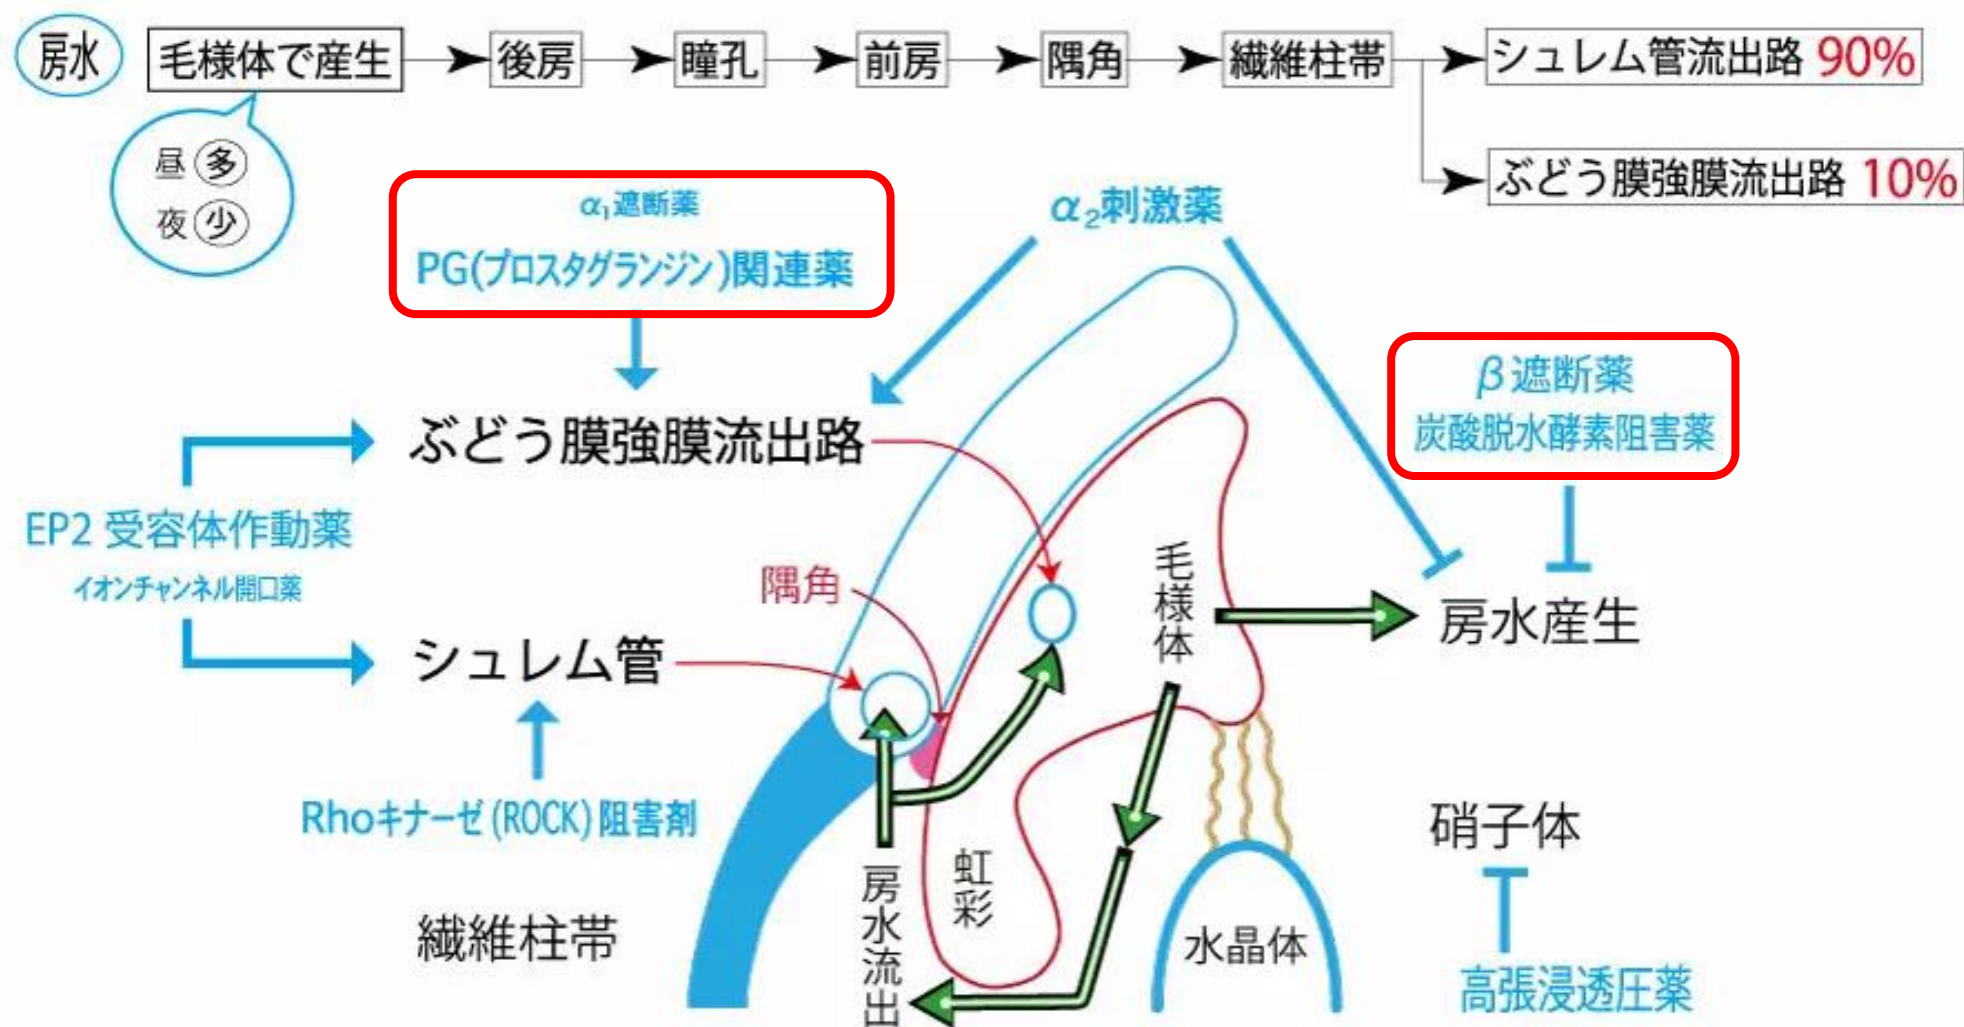 房水
毛様体で産生
後房
瞳孔
前房
隅角
繊維柱帯
シュレム管流出路 90%
ぶどう膜強膜流出路 10%
昼 多
夜 少
α₁遮断薬
PG(プロスタグランジン)関連薬
α₂刺激薬
β遮断薬
炭酸脱水酵素阻害薬
ぶどう膜強膜流出路
EP2 受容体作動薬
イオンチャンネル開口薬
隅角
毛様体
房水産生
シュレム管
Rhoキナーゼ(ROCK)阻害剤
硝子体
虹彩
房水流出
繊維柱帯
水晶体
高張浸透圧薬